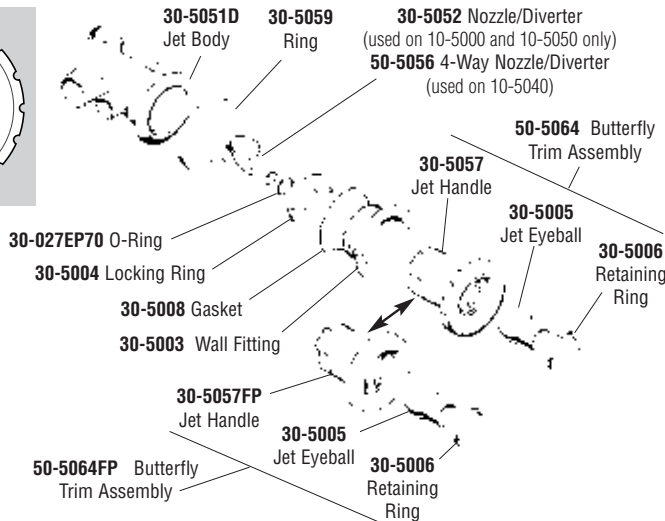 30-5051D
Jet Body
30-5059
Ring
30-5052 Nozzle/Diverter
(used on 10-5000 and 10-5050 only)
50-5056 4-Way Nozzle/Diverter
(used on 10-5040)
50-5064 Butterfly
Trim Assembly
30-5057
Jet Handle
30-5005
Jet Eyeball
30-5006
Retaining
Ring
30-027EP70 O-Ring
30-5004 Locking Ring
30-5008 Gasket
30-5003 Wall Fitting
30-5057FP
Jet Handle
30-5005
Jet Eyeball
30-5006
Retaining
Ring
50-5064FP Butterfly
Trim Assembly